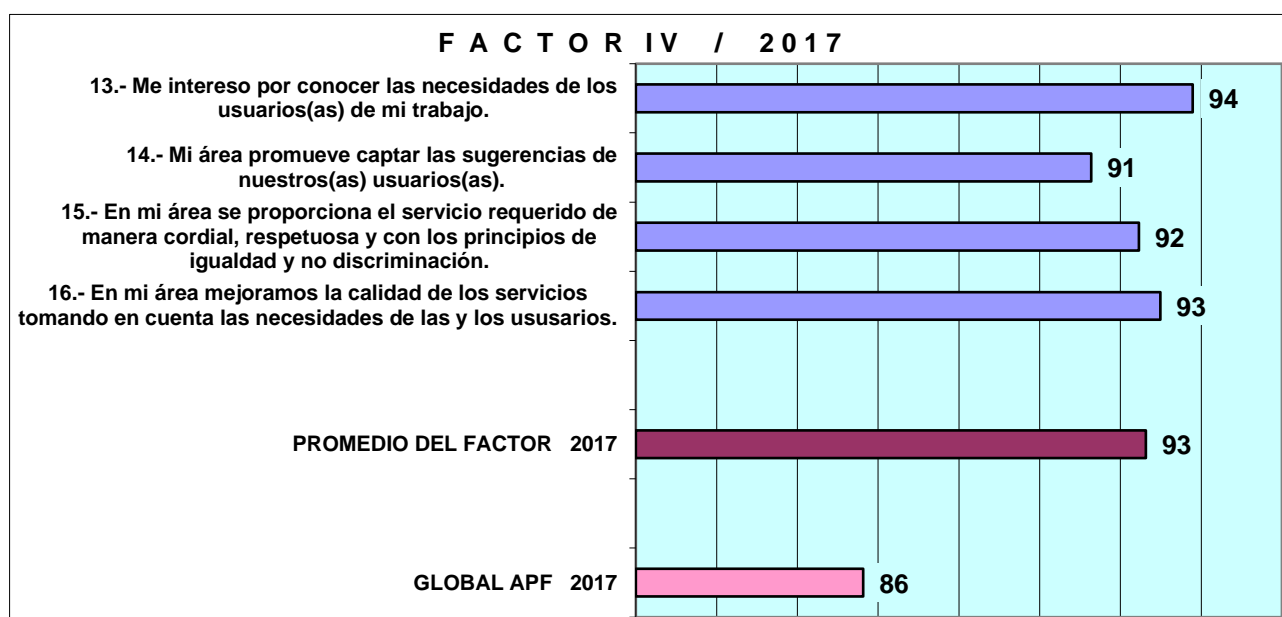 F A C T O R IV / 2017
13.- Me intereso por conocer las necesidades de los
usuarios(as) de mi trabajo.
94
14.- Mi área promueve captar las sugerencias de
nuestros(as) usuarios(as).
91
15.- En mi área se proporciona el servicio requerido de
manera cordial, respetuosa y con los principios de
igualdad y no discriminación.
92
16.- En mi área mejoramos la calidad de los servicios
tomando en cuenta las necesidades de las y los ususarios.
93
PROMEDIO DEL FACTOR 2017
93
GLOBAL APF 2017
86